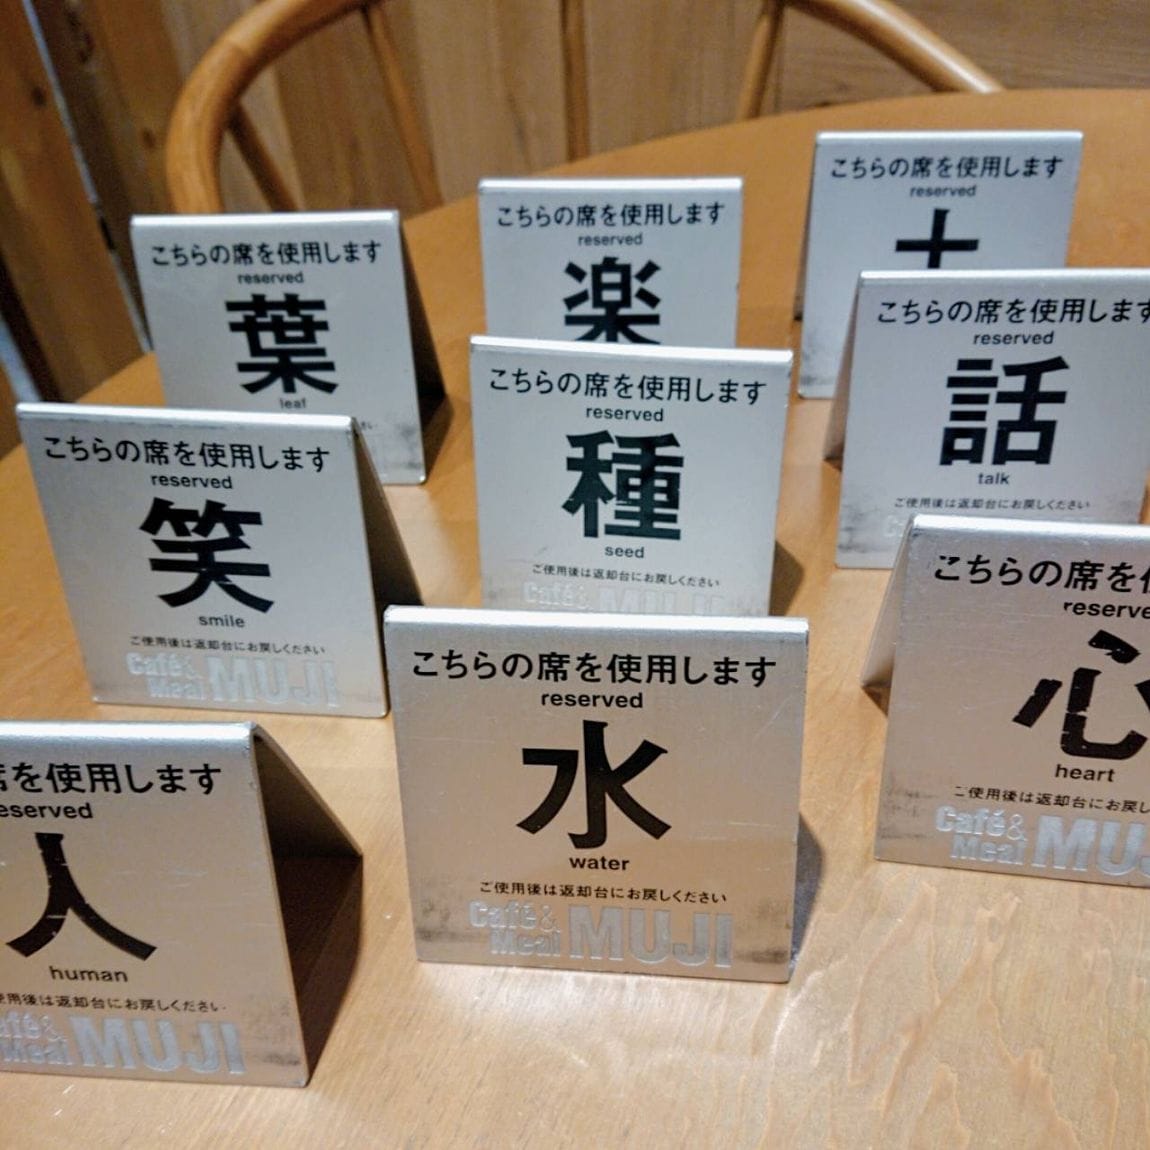 こちらの席を使用します
reserved
葉
leaf
こちらの席を使用します
reserved
楽
こちらの席を使用します
reserved
こちらの席を使用します
reserved
話
talk
ご使用後は返却台にお戻しください
こちらの席を使用します
reserved
種
seed
ご使用後は返却台にお戻しください
Café&
MUJI
こちらの席を使用します
reserved
笑
smile
ご使用後は返却台にお戻しください
Café&
Meal MUJI
こちらの席を使
reserve
心
heart
ご使用後は返却台にお戻し
Café&
Meal MUJ
こちらの席を使用します
reserved
水
water
ご使用後は返却台にお戻しください
Café&
Meal MUJI
席を使用します
eserved
人
human
使用後は返却台にお戻しください
afé&
Meal MUJI